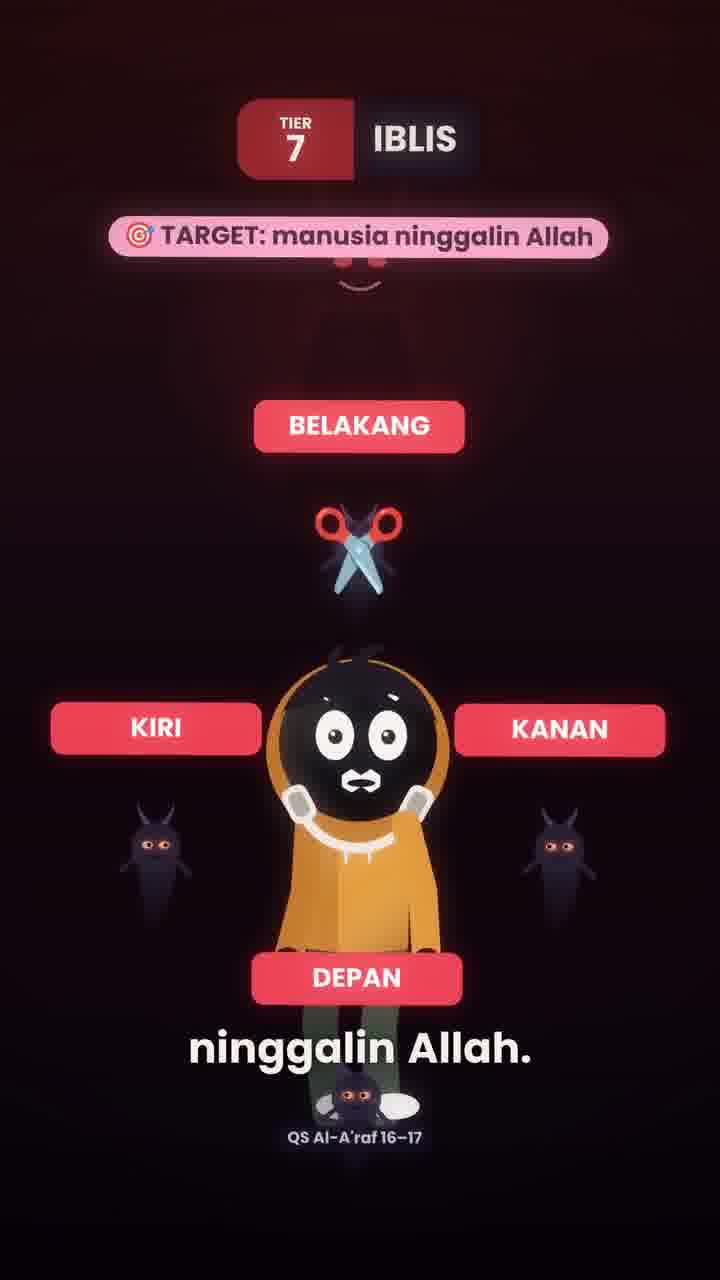 TIER
7
IBLIS
TARGET: manusia ninggalin Allah
BELAKANG
KIRI
KANAN
DEPAN
ninggalin Allah.
QS Al-A'raf 16–17